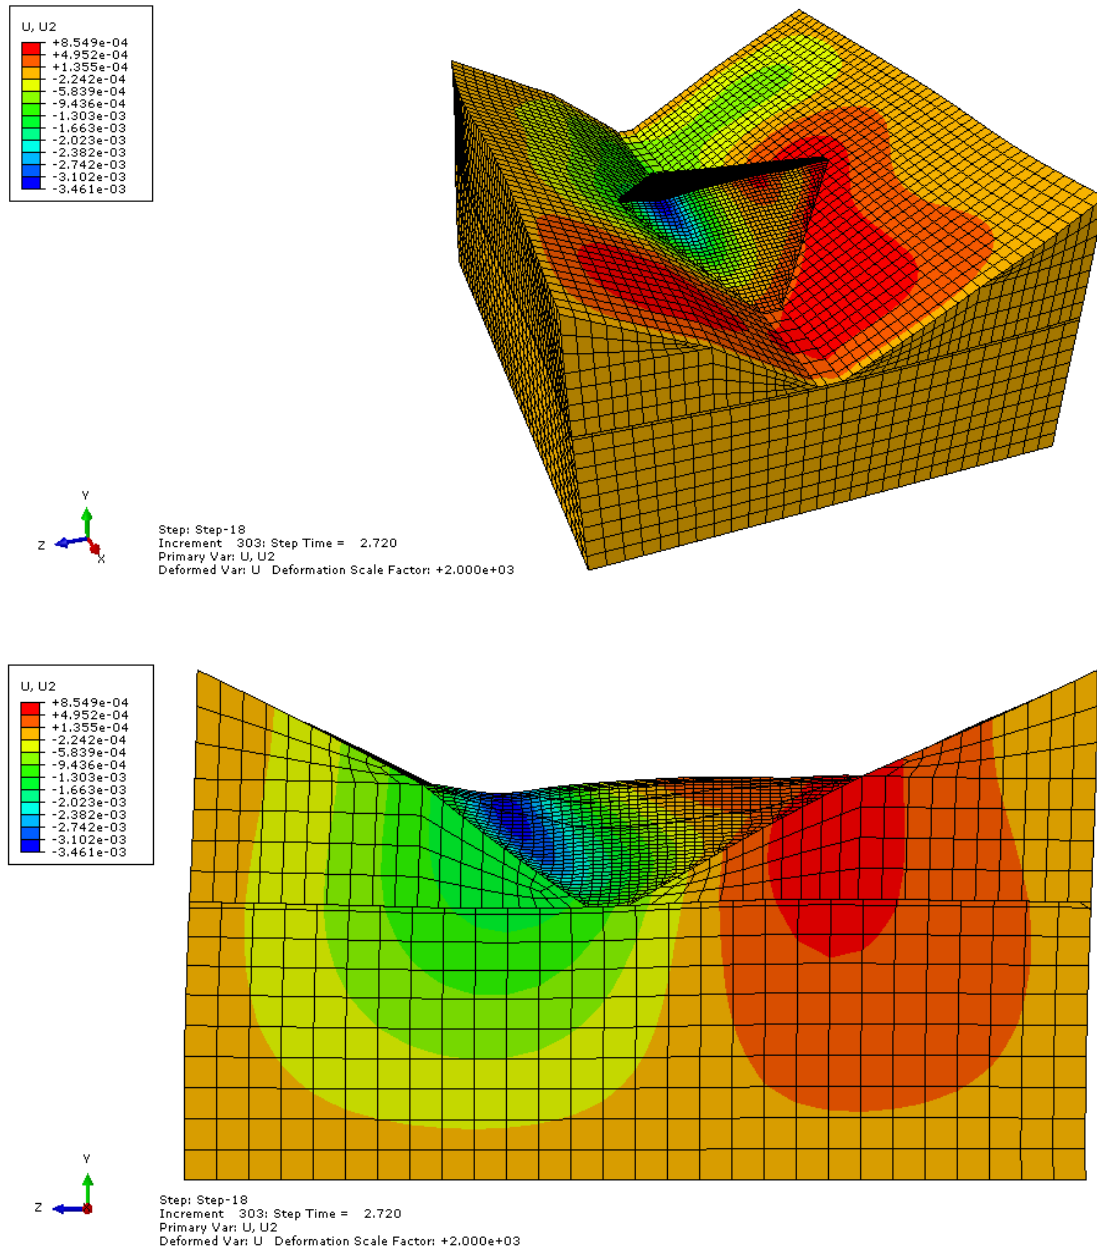 U, U2
+8.549e-04
+4.952e-04
+1.355e-04
-2.242e-04
-5.839e-04
-9.436e-04
-1.303e-03
-1.663e-03
-2.023e-03
-2.382e-03
-2.742e-03
-3.102e-03
-3.461e-03
Y
Z
X
Step: Step-18
Increment 303: Step Time = 2.720
Primary Var: U, U2
Deformed Var: U Deformation Scale Factor: +2.000e+03
U, U2
+8.549e-04
+4.952e-04
+1.355e-04
-2.242e-04
-5.839e-04
-9.436e-04
-1.303e-03
-1.663e-03
-2.023e-03
-2.382e-03
-2.742e-03
-3.102e-03
-3.461e-03
Y
Z
Step: Step-18
Increment 303: Step Time = 2.720
Primary Var: U, U2
Deformed Var: U Deformation Scale Factor: +2.000e+03